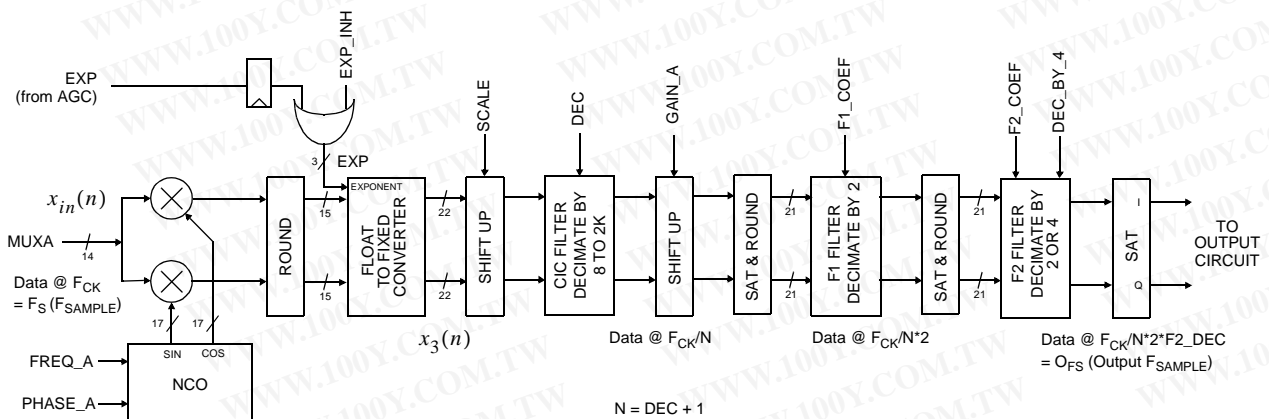 WWW.100Y.COM.TW
EXP
(from AGC)
EXP_INH
3
EXP
SCALE
DEC
GAIN_A
F1_COEF
F2_COEF
DEC_BY_4
x_in(n)
MUXA
14
Data @ F_CK
= F_S (F_SAMPLE)
17
17
SIN
COS
NCO
FREQ_A
PHASE_A
ROUND
15
15
EXPONENT
FLOAT
TO FIXED
CONVERTER
22
22
x_3(n)
SHIFT UP
CIC FILTER
DECIMATE BY
8 TO 2K
SHIFT UP
Data @ F_CK/N
SAT & ROUND
21
21
F1 FILTER
DECIMATE BY 2
Data @ F_CK/N*2
SAT & ROUND
21
21
F2 FILTER
DECIMATE BY
2 OR 4
SAT
I
Q
TO
OUTPUT
CIRCUIT
Data @ F_CK/N*2*F2_DEC
= O_FS (Output F_SAMPLE)
N = DEC + 1